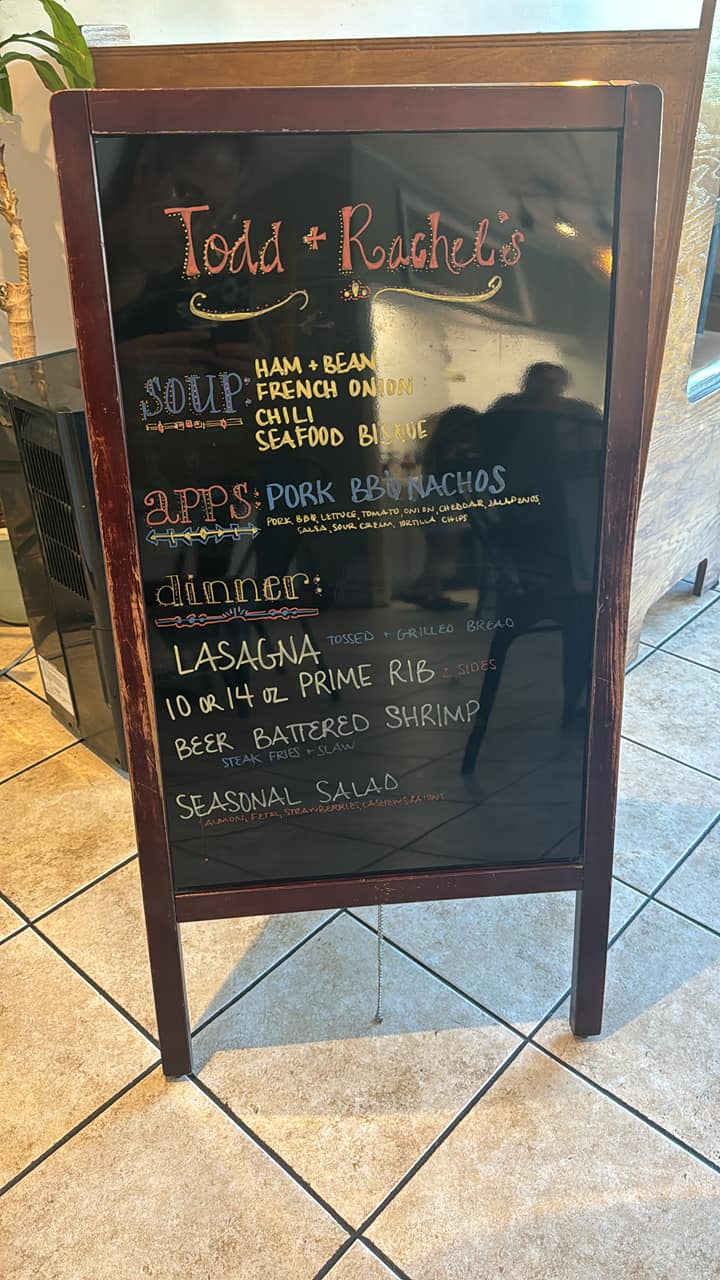 Todd + Rachel's
SOUP:
HAM + BEAN
FRENCH ONION
CHILI
SEAFOOD BISQUE
apps: PORK BBQ NACHOS
PORK BBQ, LETTUCE, TOMATO, ONION, CHEDDAR, JALAPENOS,
SALSA, SOUR CREAM, TORTILLA CHIPS
dinner:
LASAGNA TOSSED + GRILLED BREAD
10 OR 14 OZ PRIME RIB 2 SIDES
BEER BATTERED SHRIMP
STEAK FRIES + SLAW
SEASONAL SALAD
FETA, STRAWBERRIES, CASHEWS,